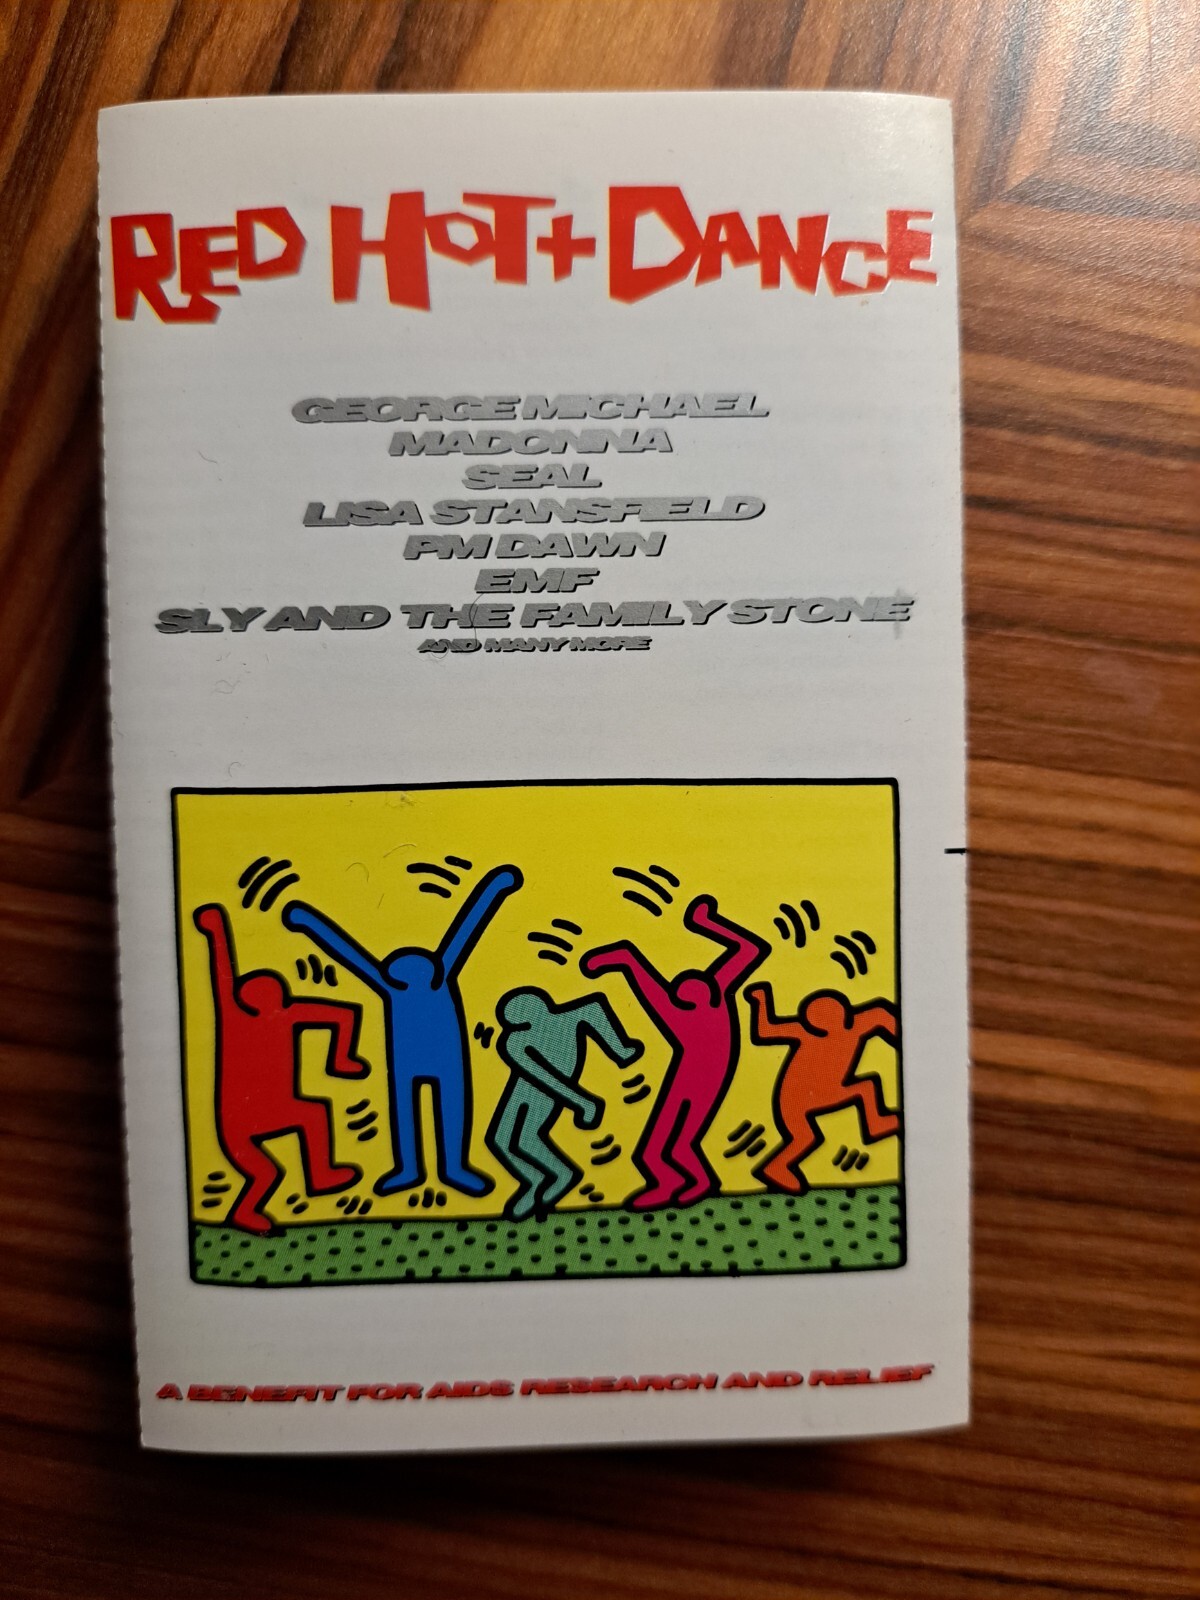 RED HOT + DANCE
GEORGE MICHAEL
MADONNA
SEAL
LISA STANSFIELD
PM DAWN
EMF
SLY AND THE FAMILY STONE
AND MANY MORE
A BENEFIT FOR AIDS RESEARCH AND RELIEF